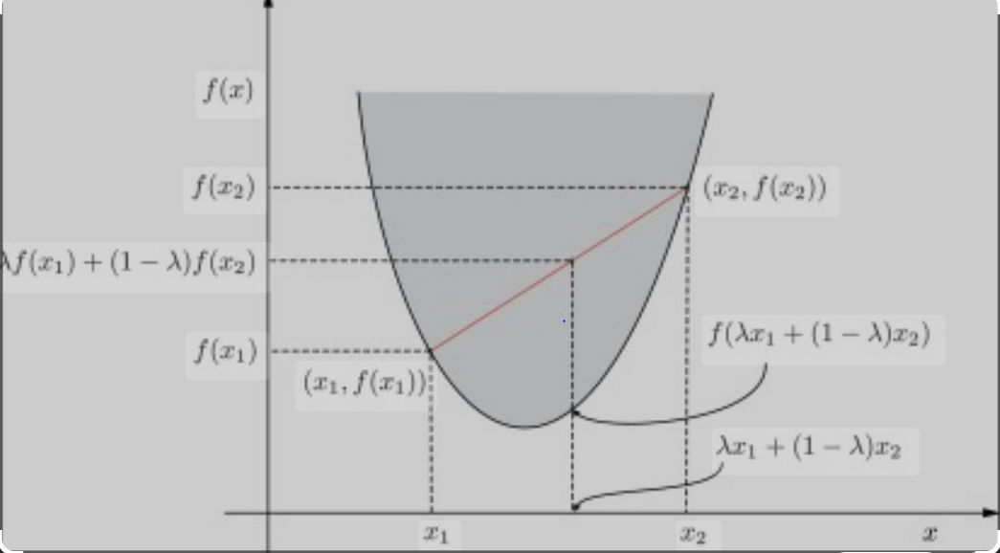 f(x)
f(x₂)
(x₂, f(x₂))
λf(x₁) + (1 − λ)f(x₂)
f(λx₁ + (1 − λ)x₂)
f(x₁)
(x₁, f(x₁))
λx₁ + (1 − λ)x₂
x₁
x₂
x